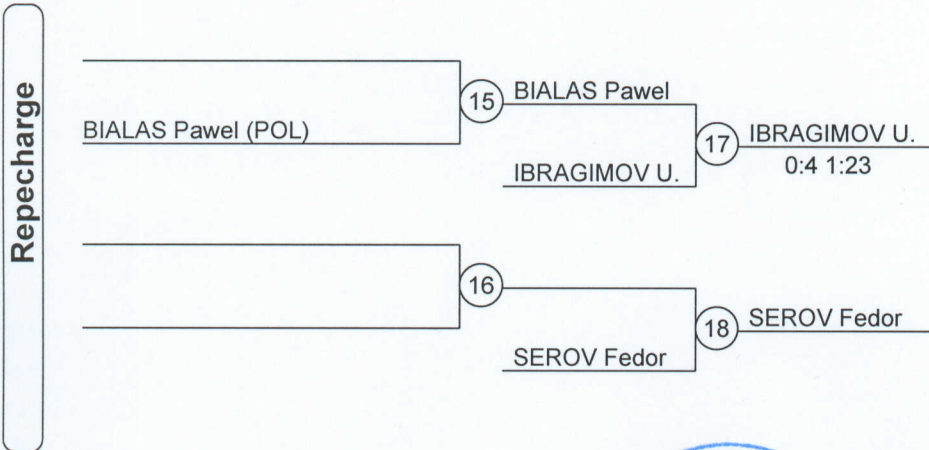 Repecharge
BIALAS Pawel (POL)
15
BIALAS Pawel
IBRAGIMOV U.
17
IBRAGIMOV U.
0:4 1:23
16
SEROV Fedor
18
SEROV Fedor